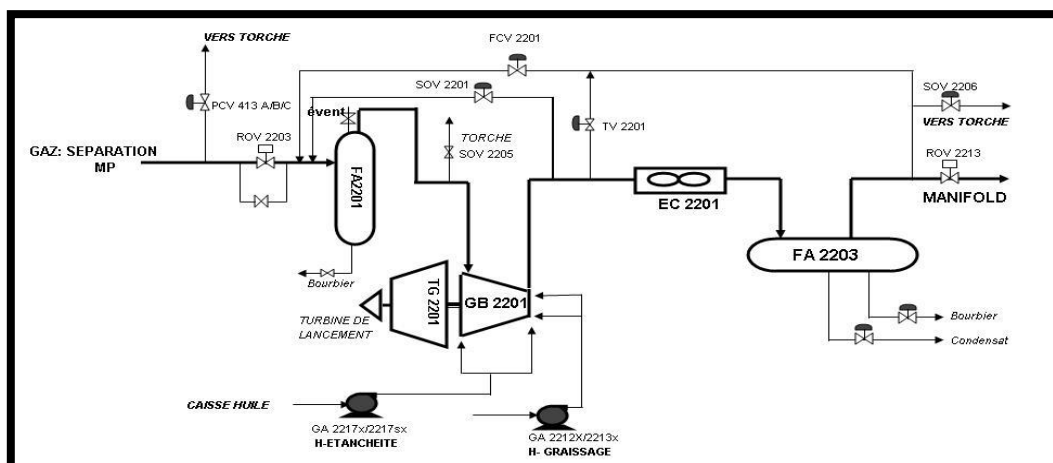 VERS TORCHE
FCV 2201
SOV 2201
SOV 2206
PCV 413 A/B/C
évent
TORCHE
SOV 2205
TV 2201
VERS TORCHE
ROV 2203
ROV 2213
GAZ: SEPARATION
MP
FA2201
EC 2201
MANIFOLD
FA 2203
Bourbier
TG 2201
GB 2201
TURBINE DE
LANCEMENT
Bourbier
Condensat
CAISSE HUILE
GA 2217x/2217sx
H-ETANCHEITE
GA 2212X/2213x
H- GRAISSAGE